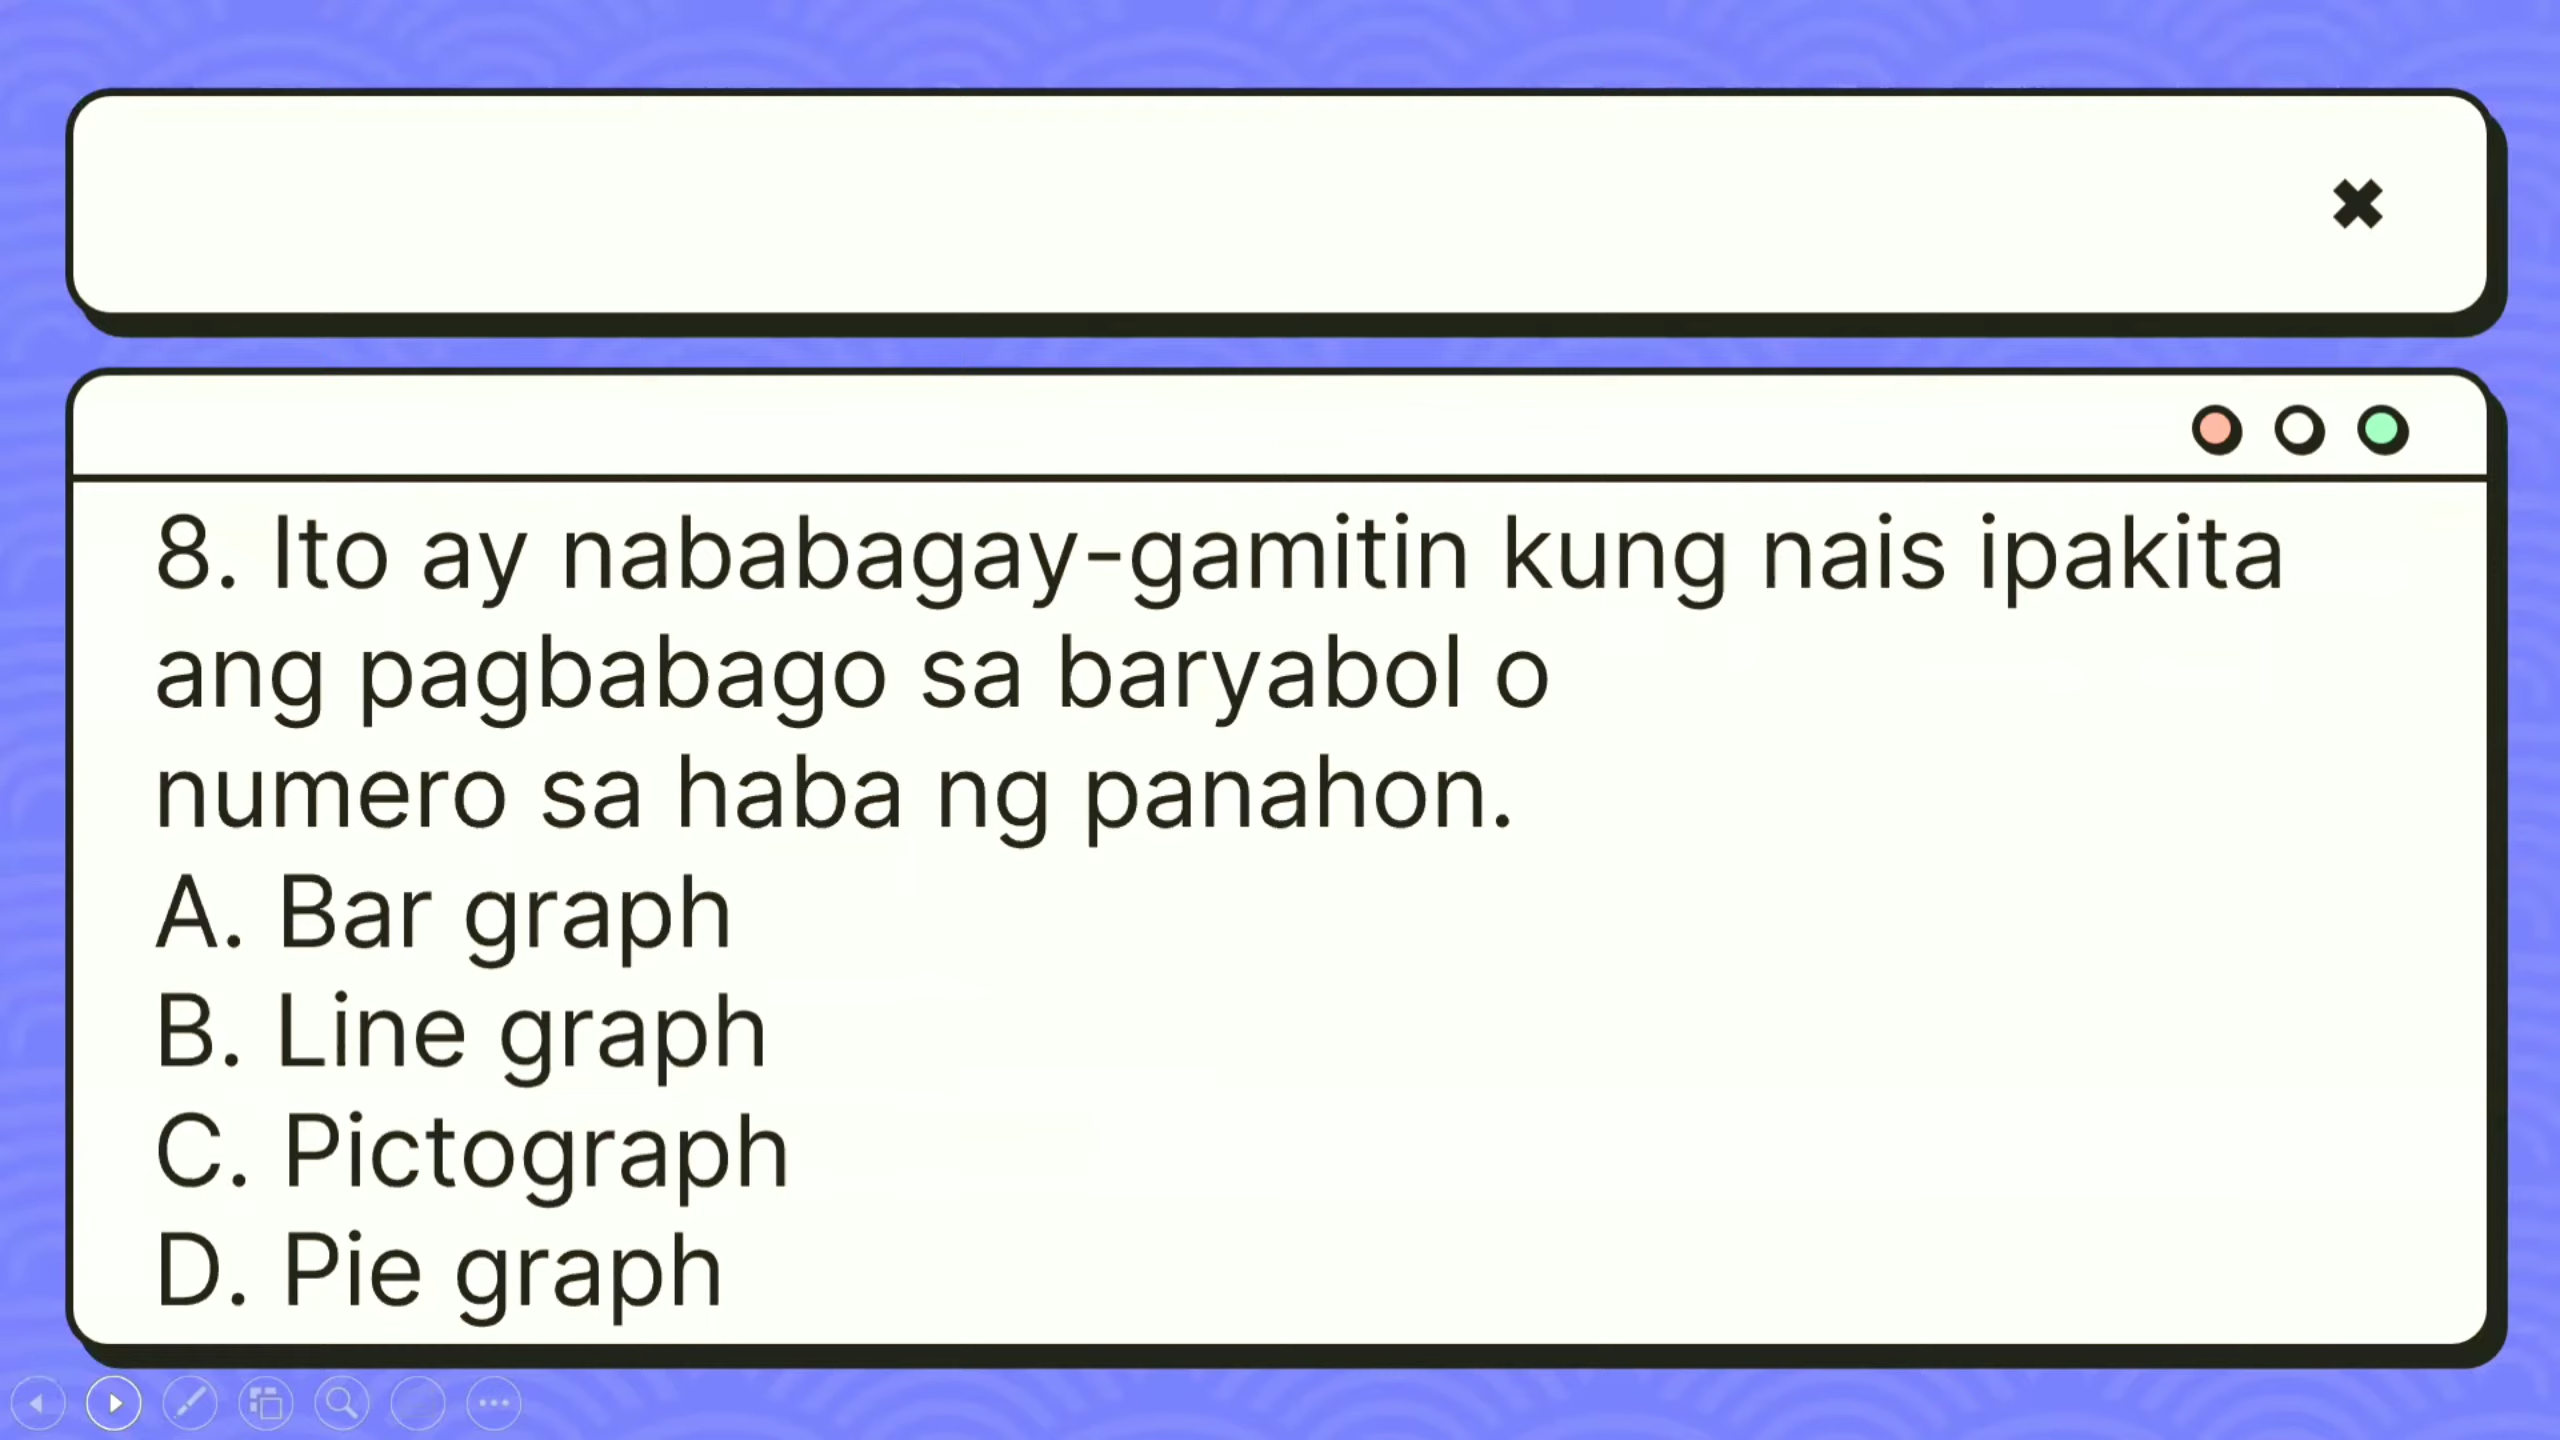 8. Ito ay nababagay-gamitin kung nais ipakita
ang pagbabago sa baryabol o
numero sa haba ng panahon.
A. Bar graph
B. Line graph
C. Pictograph
D. Pie graph